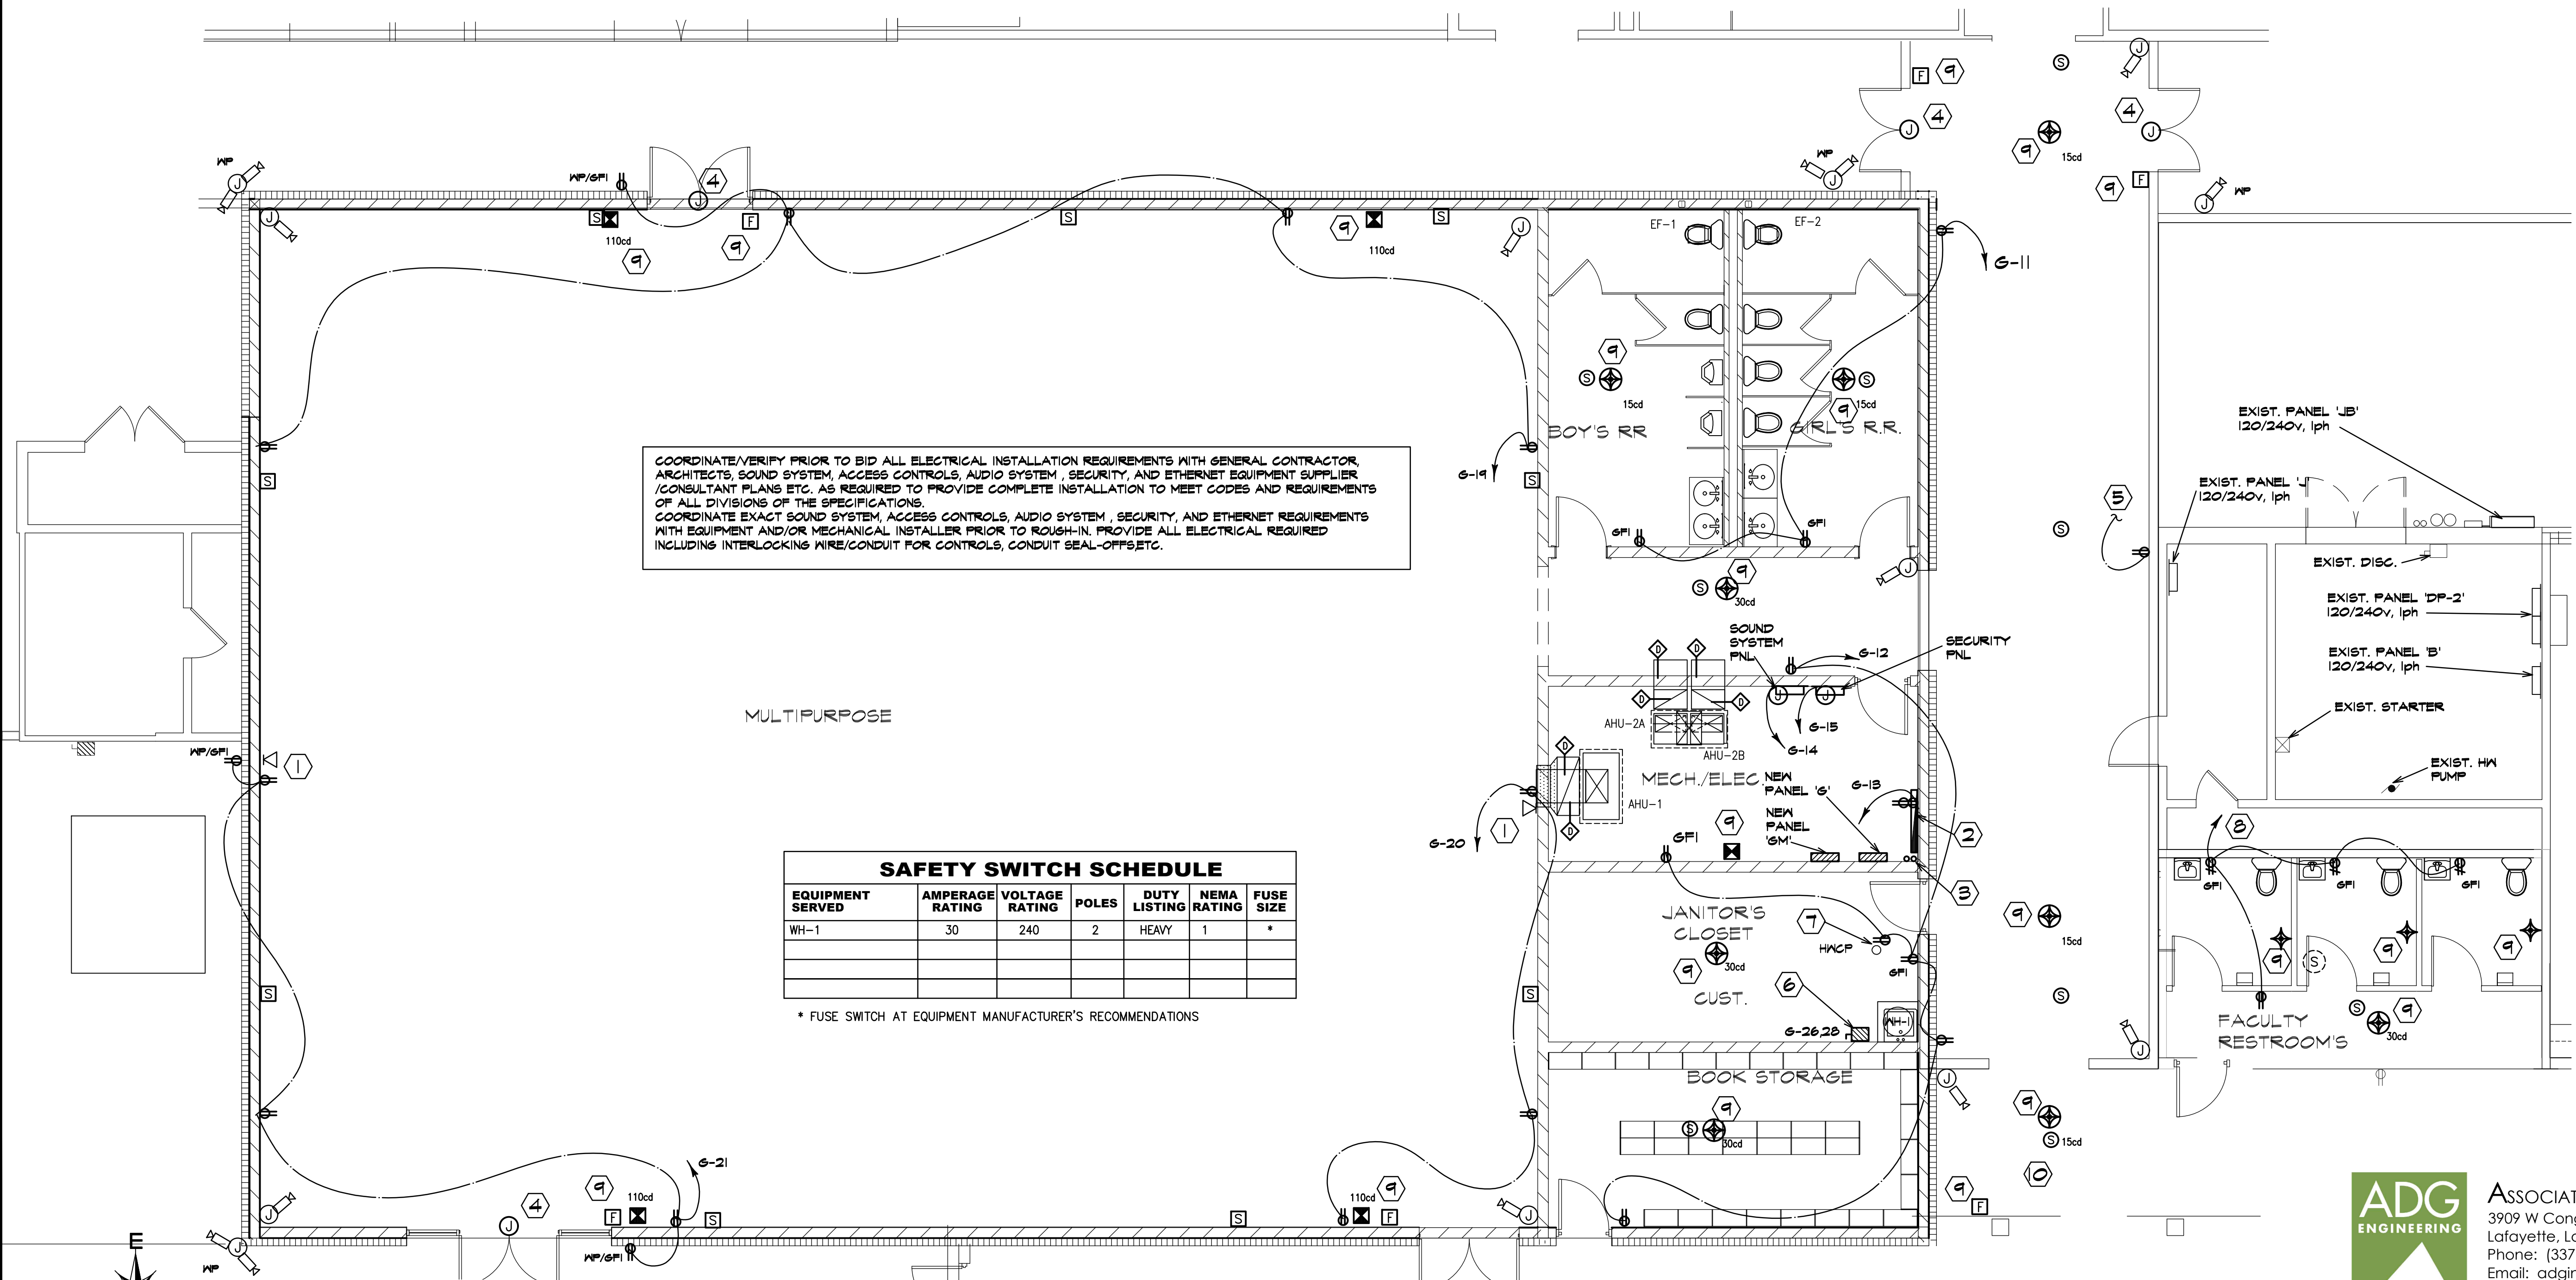 F
9
S
J
J
4
J
4
J
9
15cd
WP
J
WP/GFI
4
J
WP
J
9
F
J
WP
J
S
110cd
9
F
9
S
9
110cd
S
J
EF-1
EF-2
G-11
9
S
15cd
S
15cd
9
BOY'S RR
GIRL'S R.R.
EXIST. PANEL 'JB'
120/240v, 1ph
COORDINATE/VERIFY PRIOR TO BID ALL ELECTRICAL INSTALLATION REQUIREMENTS WITH GENERAL CONTRACTOR,
ARCHITECTS, SOUND SYSTEM, ACCESS CONTROLS, AUDIO SYSTEM , SECURITY, AND ETHERNET EQUIPMENT SUPPLIER
/CONSULTANT PLANS ETC. AS REQUIRED TO PROVIDE COMPLETE INSTALLATION TO MEET CODES AND REQUIREMENTS
OF ALL DIVISIONS OF THE SPECIFICATIONS.
COORDINATE EXACT SOUND SYSTEM, ACCESS CONTROLS, AUDIO SYSTEM , SECURITY, AND ETHERNET REQUIREMENTS
WITH EQUIPMENT AND/OR MECHANICAL INSTALLER PRIOR TO ROUGH-IN. PROVIDE ALL ELECTRICAL REQUIRED
INCLUDING INTERLOCKING WIRE/CONDUIT FOR CONTROLS, CONDUIT SEAL-OFFS,ETC.
S
G-19
S
EXIST. PANEL 'J'
120/240v, 1ph
5
S
GFI
GFI
J
9
S
30cd
EXIST. DISC.
EXIST. PANEL 'DP-2'
120/240v, 1ph
EXIST. PANEL 'B'
120/240v, 1ph
EXIST. STARTER
EXIST. HW
PUMP
SOUND
SYSTEM
PNL
G-12
SECURITY
PNL
D
D
D
D
J
J
G-15
G-14
AHU-2A
AHU-2B
MULTIPURPOSE
WP/GFI
1
D
D
AHU-1
MECH./ELEC.
NEW
PANEL 'G'
G-13
NEW
PANEL
'GM'
G-20
1
9
GFI
2
3
8
GFI
GFI
GFI
SAFETY SWITCH SCHEDULE
EQUIPMENT SERVED AMPERAGE RATING VOLTAGE RATING POLES DUTY LISTING NEMA RATING FUSE SIZE
WH-1 30 240 2 HEAVY 1 *
* FUSE SWITCH AT EQUIPMENT MANUFACTURER'S RECOMMENDATIONS
JANITOR'S
CLOSET
7
HWCP
GFI
9
30cd
CUST.
6
G-26,28
WH-1
9
15cd
S
9
S
9
9
S
9
30cd
FACULTY
RESTROOM'S
J
S
S
BOOK STORAGE
J
9
S
30cd
9
S
15cd
10
9
F
G-21
J
4
J
9
F
110cd
S
WP/GFI
S
110cd
9
F
J
E
J
WP
ADG
ENGINEERING
ASSOCIAT
3909 W Cong
Lafayette, Lo
Phone: (337
Email: adgin